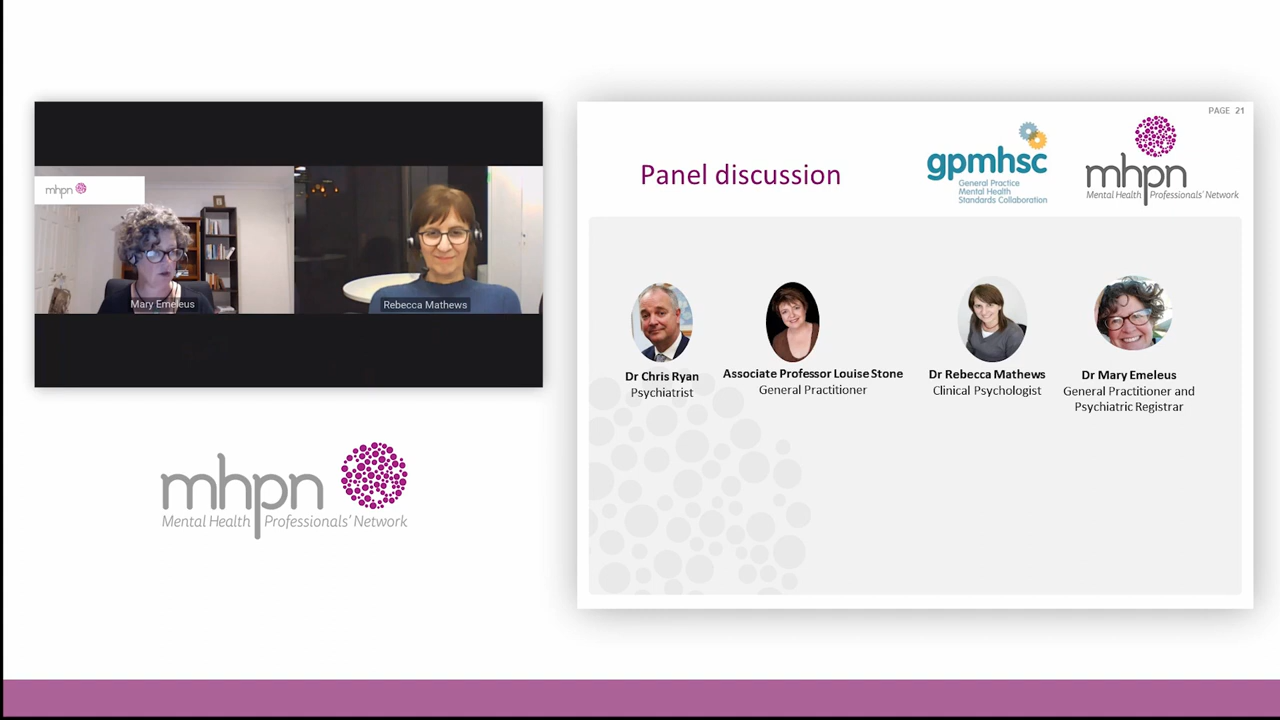 mhpn
Mary Emeleus
Rebecca Mathews
mhpn
Mental Health Professionals' Network
PAGE 21
Panel discussion
gpmhsc
General Practice
Mental Health
Standards Collaboration
mhpn
Mental Health Professionals' Network
Dr Chris Ryan
Psychiatrist
Associate Professor Louise Stone
General Practitioner
Dr Rebecca Mathews
Clinical Psychologist
Dr Mary Emeleus
General Practitioner and
Psychiatric Registrar